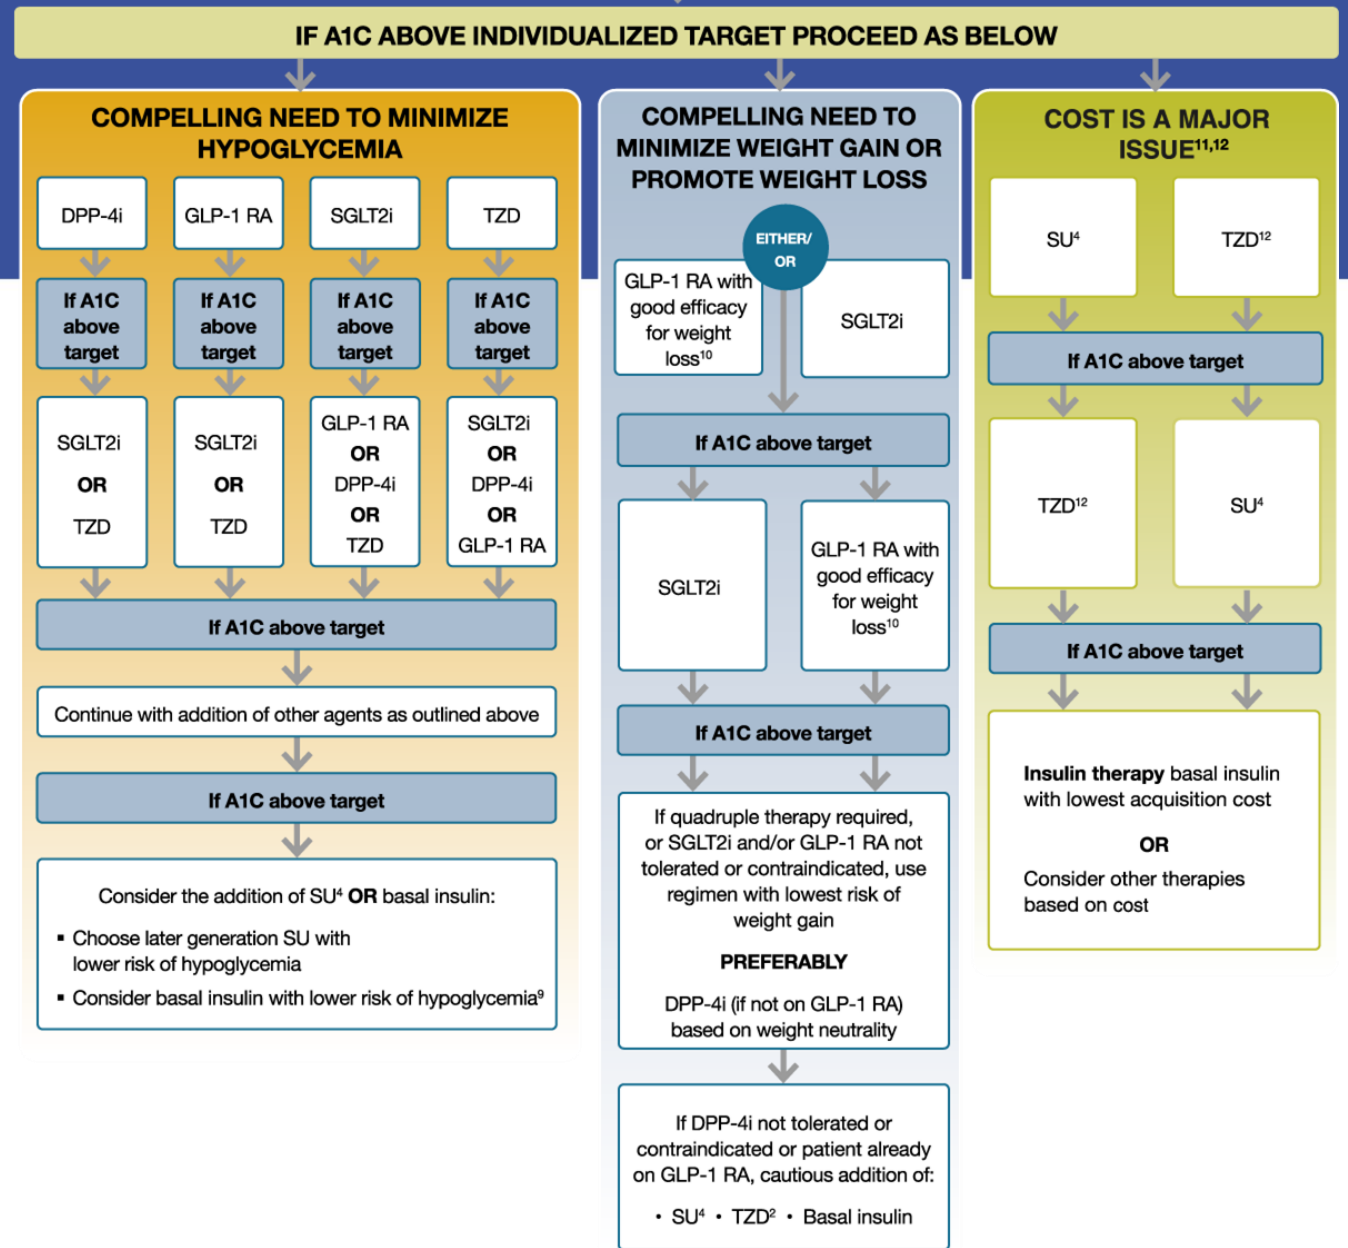 IF A1C ABOVE INDIVIDUALIZED TARGET PROCEED AS BELOW
COMPELLING NEED TO MINIMIZE
HYPOGLYCEMIA
DPP-4i
GLP-1 RA
SGLT2i
TZD
If A1C
above
target
If A1C
above
target
If A1C
above
target
If A1C
above
target
SGLT2i
OR
TZD
SGLT2i
OR
TZD
GLP-1 RA
OR
DPP-4i
OR
TZD
SGLT2i
OR
DPP-4i
OR
GLP-1 RA
If A1C above target
Continue with addition of other agents as outlined above
If A1C above target
Consider the addition of SU⁴ OR basal insulin:
▪ Choose later generation SU with
lower risk of hypoglycemia
▪ Consider basal insulin with lower risk of hypoglycemia⁹
COMPELLING NEED TO
MINIMIZE WEIGHT GAIN OR
PROMOTE WEIGHT LOSS
EITHER/
OR
GLP-1 RA with
good efficacy
for weight
loss¹⁰
SGLT2i
If A1C above target
SGLT2i
GLP-1 RA with
good efficacy
for weight
loss¹⁰
If A1C above target
If quadruple therapy required,
or SGLT2i and/or GLP-1 RA not
tolerated or contraindicated, use
regimen with lowest risk of
weight gain
PREFERABLY
DPP-4i (if not on GLP-1 RA)
based on weight neutrality
If DPP-4i not tolerated or
contraindicated or patient already
on GLP-1 RA, cautious addition of:
• SU⁴ • TZD² • Basal insulin
COST IS A MAJOR
ISSUE¹¹,¹²
SU⁴
TZD¹²
If A1C above target
TZD¹²
SU⁴
If A1C above target
Insulin therapy basal insulin
with lowest acquisition cost
OR
Consider other therapies
based on cost